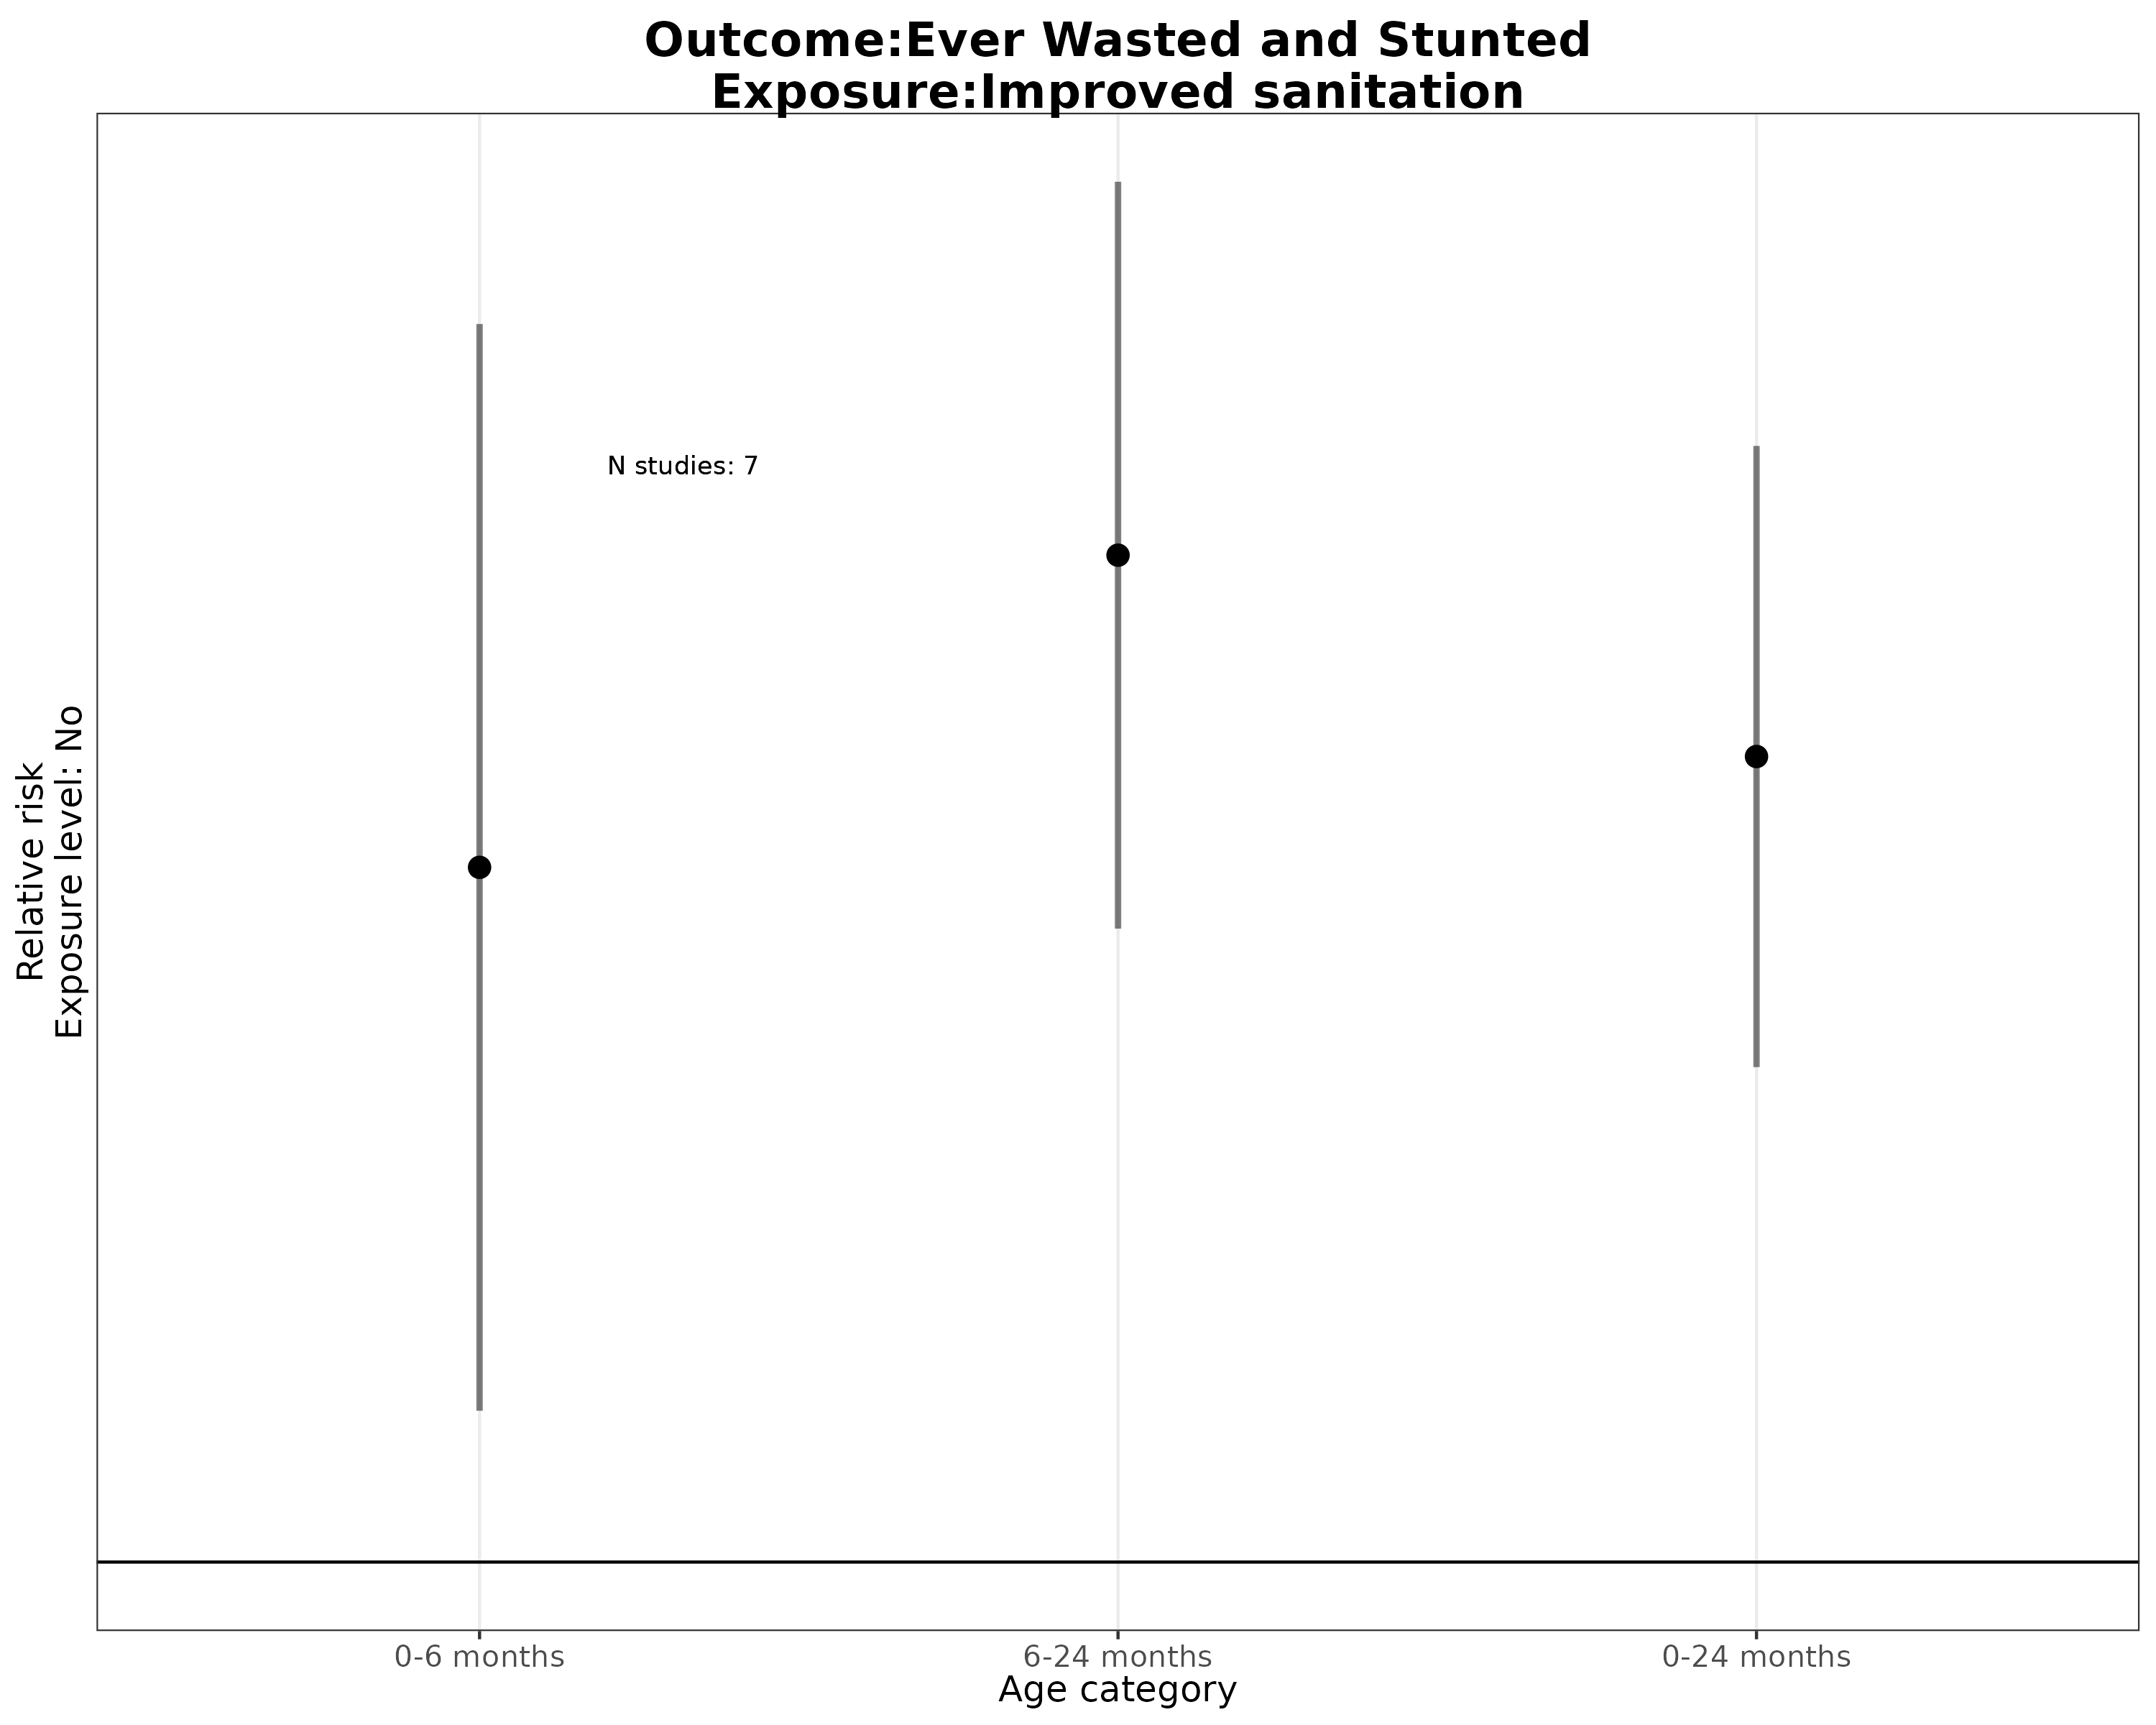 Outcome:Ever Wasted and Stunted
Exposure:Improved sanitation
N studies: 7
Relative risk
Exposure level: No
0-6 months
6-24 months
0-24 months
Age category